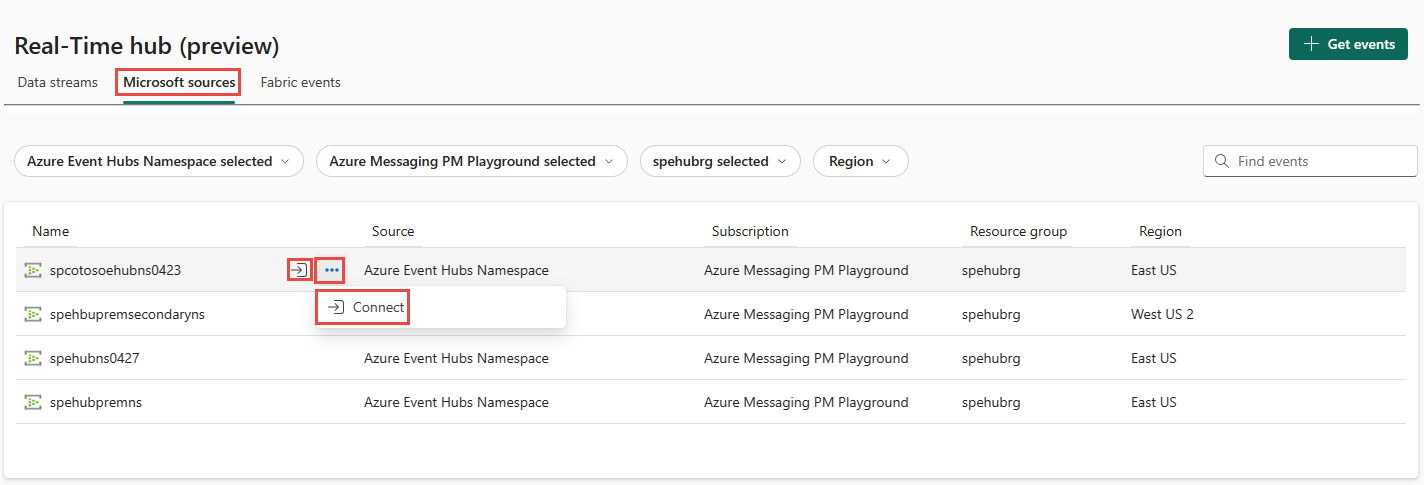 Real-Time hub (preview)
Get events
Data streams Microsoft sources Fabric events
Azure Event Hubs Namespace selected Azure Messaging PM Playground selected spehubrg selected Region Find events
Name Source Subscription Resource group Region
spcotosoehubns0423 Azure Event Hubs Namespace Azure Messaging PM Playground spehubrg East US
Connect
spehbupremsecondaryns Azure Messaging PM Playground spehubrg West US 2
spehubns0427 Azure Event Hubs Namespace Azure Messaging PM Playground spehubrg East US
spehubpremns Azure Event Hubs Namespace Azure Messaging PM Playground spehubrg East US